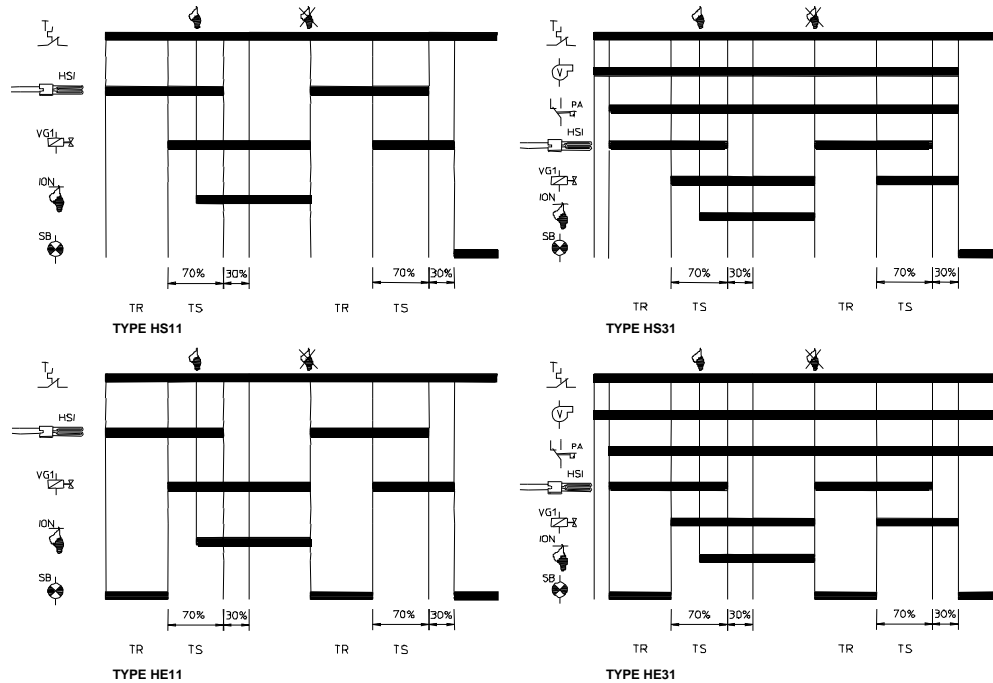 T
HSI
VG1
ION
SB
70% 30% 70% 30%
TR TS TR TS
TYPE HS11
T
V
PA
HSI
VG1
ION
SB
70% 30% 70% 30%
TR TS TR TS
TYPE HS31
T
HSI
VG1
ION
SB
70% 30% 70% 30%
TR TS TR TS
TYPE HE11
T
V
PA
HSI
VG1
ION
SB
70% 30% 70% 30%
TR TS TR TS
TYPE HE31